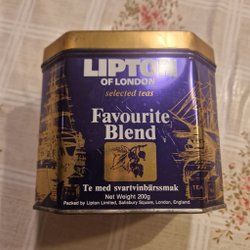 LIPTON
OF LONDON
selected teas
Favourite
Blend
Te med svartvinbärssmak
Net Weight 200g
Packed by Lipton Limited, Salisbury Square, London, England.
TEA